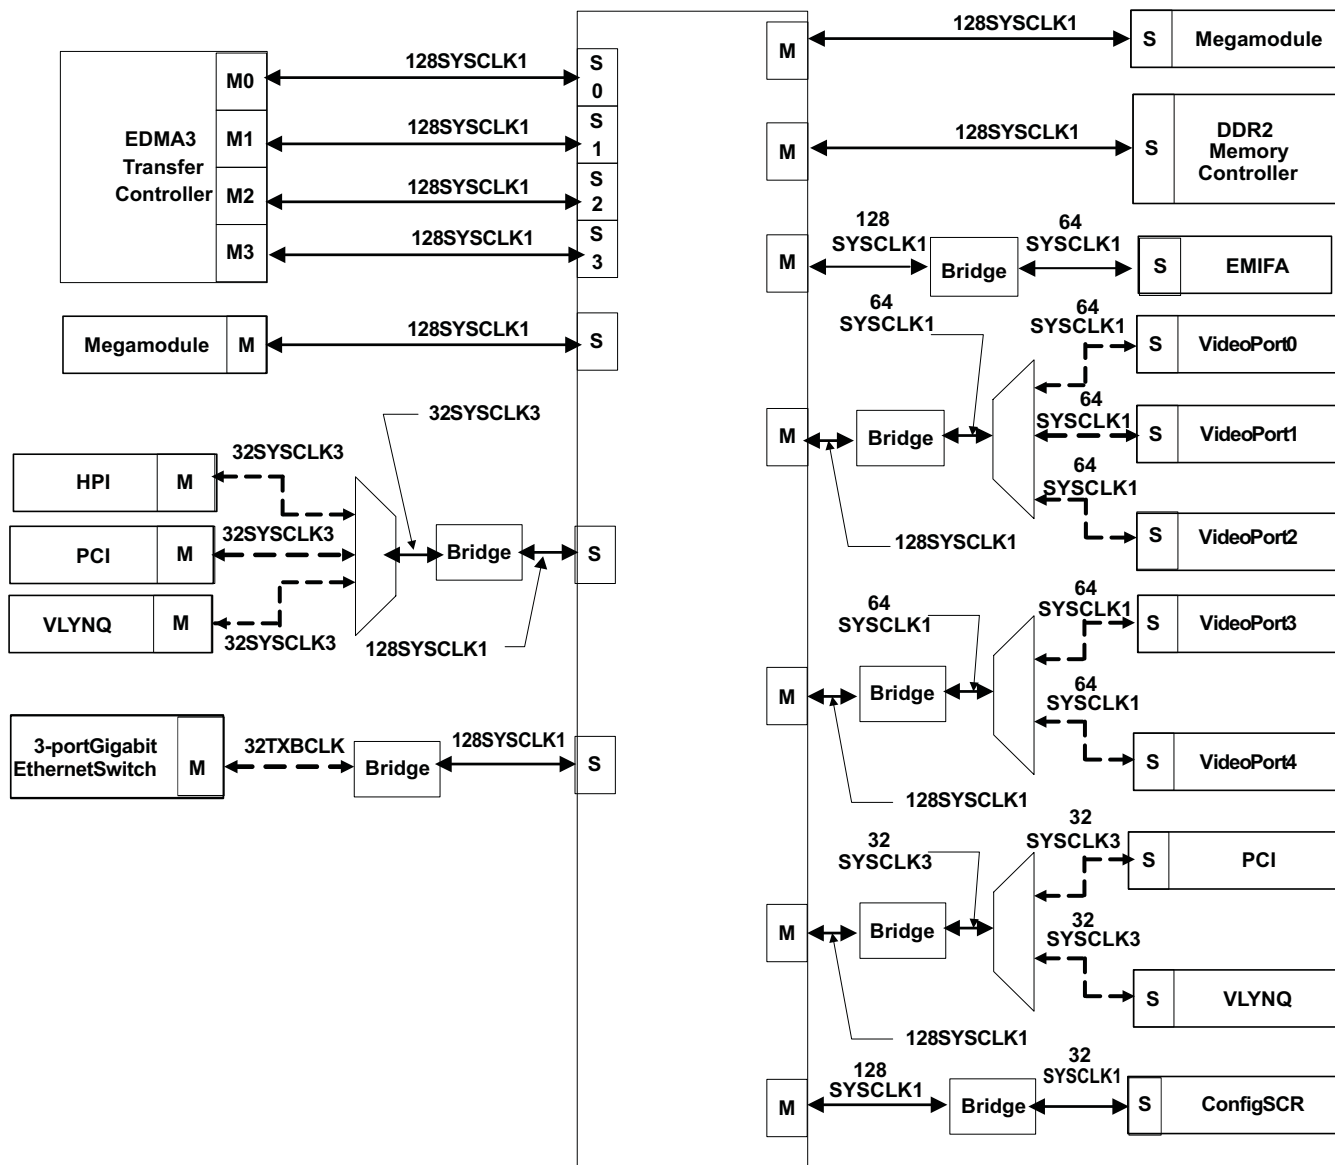 128SYSCLK1
S
0
M0
EDMA3
Transfer
Controller
128SYSCLK1
S
1
M1
128SYSCLK1
S
2
M2
128SYSCLK1
S
3
M3
Megamodule
M
128SYSCLK1
S
32SYSCLK3
HPI
M
32SYSCLK3
PCI
M
32SYSCLK3
VLYNQ
M
32SYSCLK3
Bridge
S
128SYSCLK1
3-portGigabit
EthernetSwitch
M
32TXBCLK
Bridge
128SYSCLK1
S
M
128SYSCLK1
S
Megamodule
M
128SYSCLK1
S
DDR2
Memory
Controller
M
128
SYSCLK1
Bridge
64
SYSCLK1
S
EMIFA
64
SYSCLK1
64
SYSCLK1
S
VideoPort0
M
Bridge
64
SYSCLK1
S
VideoPort1
64
SYSCLK1
S
VideoPort2
128SYSCLK1
64
SYSCLK1
64
SYSCLK1
S
VideoPort3
M
Bridge
64
SYSCLK1
S
VideoPort4
128SYSCLK1
32
SYSCLK3
32
SYSCLK3
S
PCI
M
Bridge
32
SYSCLK3
S
VLYNQ
128SYSCLK1
M
128
SYSCLK1
Bridge
32
SYSCLK1
S
ConfigSCR